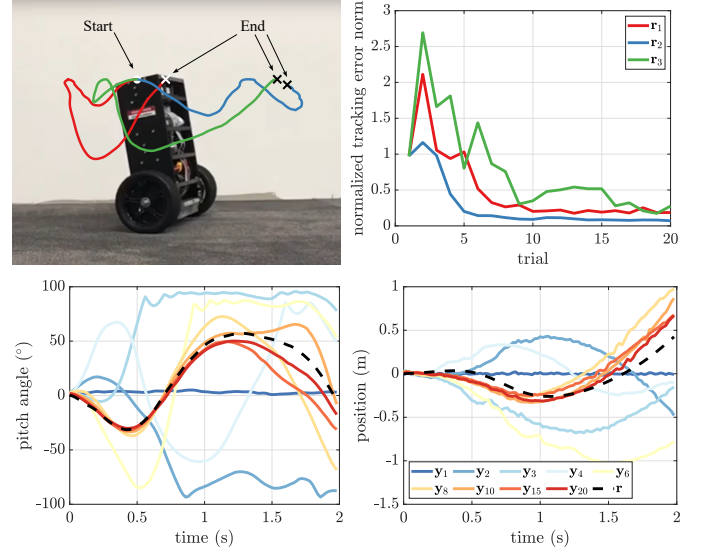 Start
End
normalized tracking error norm
3
2.5
2
1.5
1
0.5
0
r1
r2
r3
0
5
10
15
20
trial
pitch angle (°)
100
50
0
-50
-100
0
0.5
1
1.5
2
time (s)
position (m)
1
0.5
0
-0.5
-1
-1.5
y1 y2 y3 y4 y6
y8 y10 y15 y20 r
0
0.5
1
1.5
2
time (s)